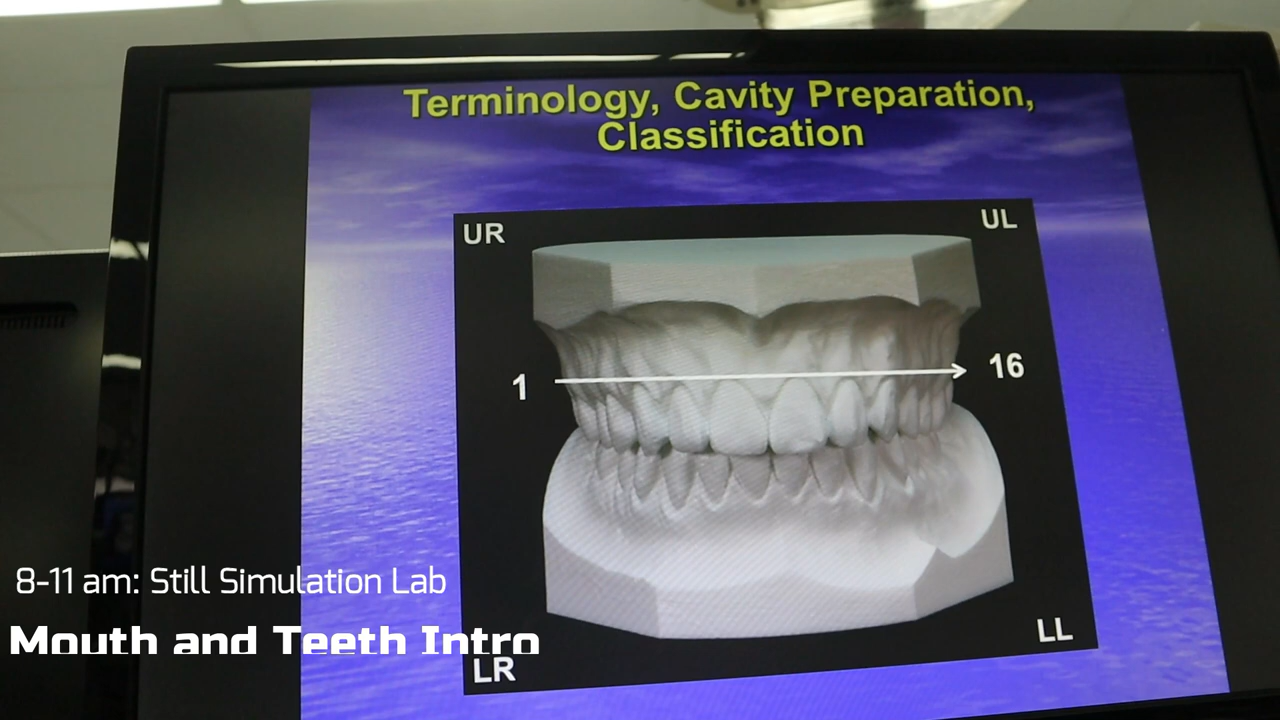 Terminology, Cavity Preparation,
Classification
UR
UL
1
16
8-11 am: Still Simulation Lab
Mouth and Teeth Intro
LR
LL